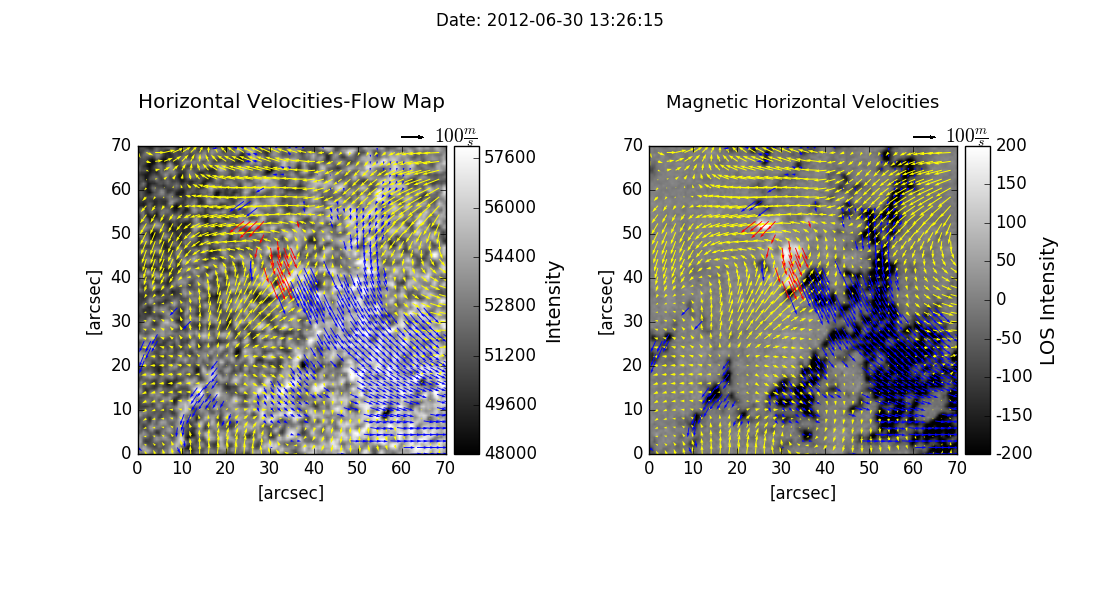 Date: 2012-06-30 13:26:15
Horizontal Velocities-Flow Map
100 m/s
70
60
50
40
30
20
10
0
0 10 20 30 40 50 60 70
[arcsec]
[arcsec]
57600
56000
54400
52800
51200
49600
48000
Intensity
Magnetic Horizontal Velocities
100 m/s
70
60
50
40
30
20
10
0
0 10 20 30 40 50 60 70
[arcsec]
[arcsec]
200
150
100
50
0
-50
-100
-150
-200
LOS Intensity